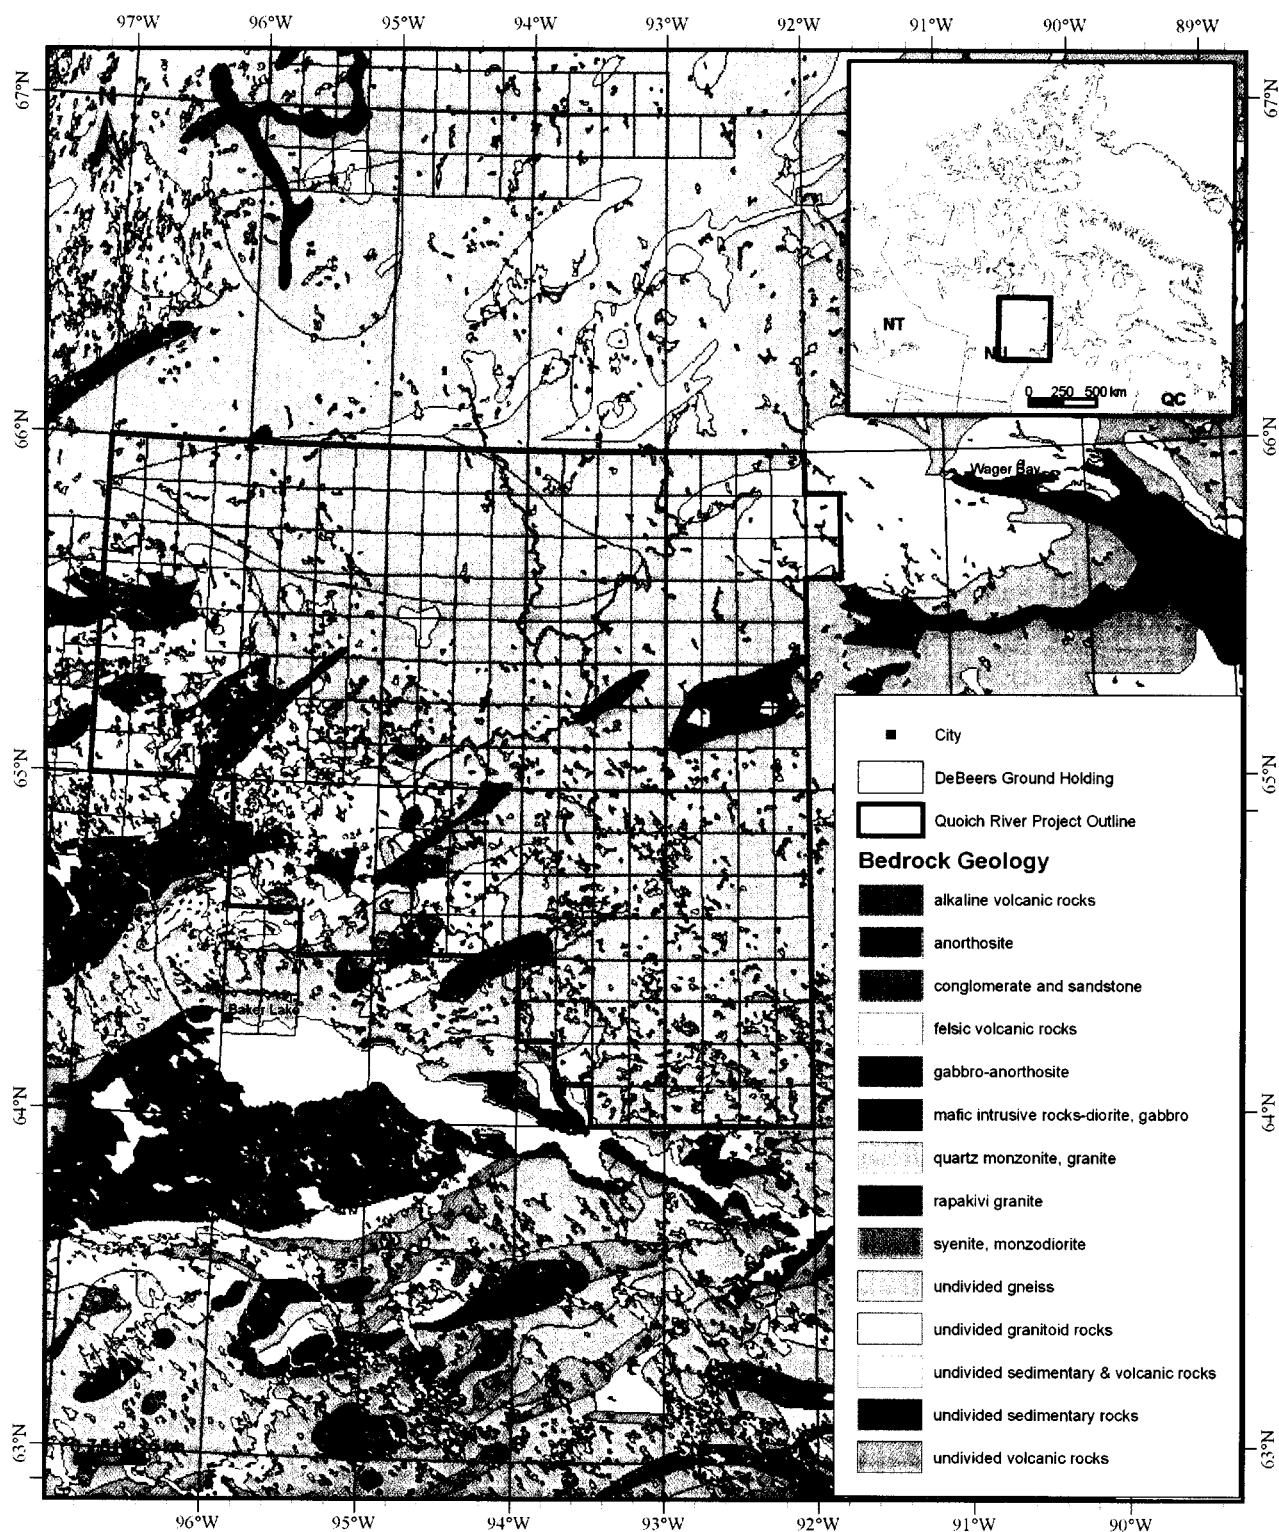 97°W 96°W 95°W 94°W 93°W 92°W 91°W 90°W 89°W
67°N
67°N
NT
0 250 500 km
QC
66°N
66°N
Wager Bay
65°N
65°N
City
DeBeers Ground Holding
Quoich River Project Outline
Bedrock Geology
alkaline volcanic rocks
anorthosite
conglomerate and sandstone
felsic volcanic rocks
gabbro-anorthosite
mafic intrusive rocks-diorite, gabbro
quartz monzonite, granite
rapakivi granite
syenite, monzodiorite
undivided gneiss
undivided granitoid rocks
undivided sedimentary & volcanic rocks
undivided sedimentary rocks
undivided volcanic rocks
Baker Lake
64°N
64°N
63°N
63°N
96°W 95°W 94°W 93°W 92°W 91°W 90°W